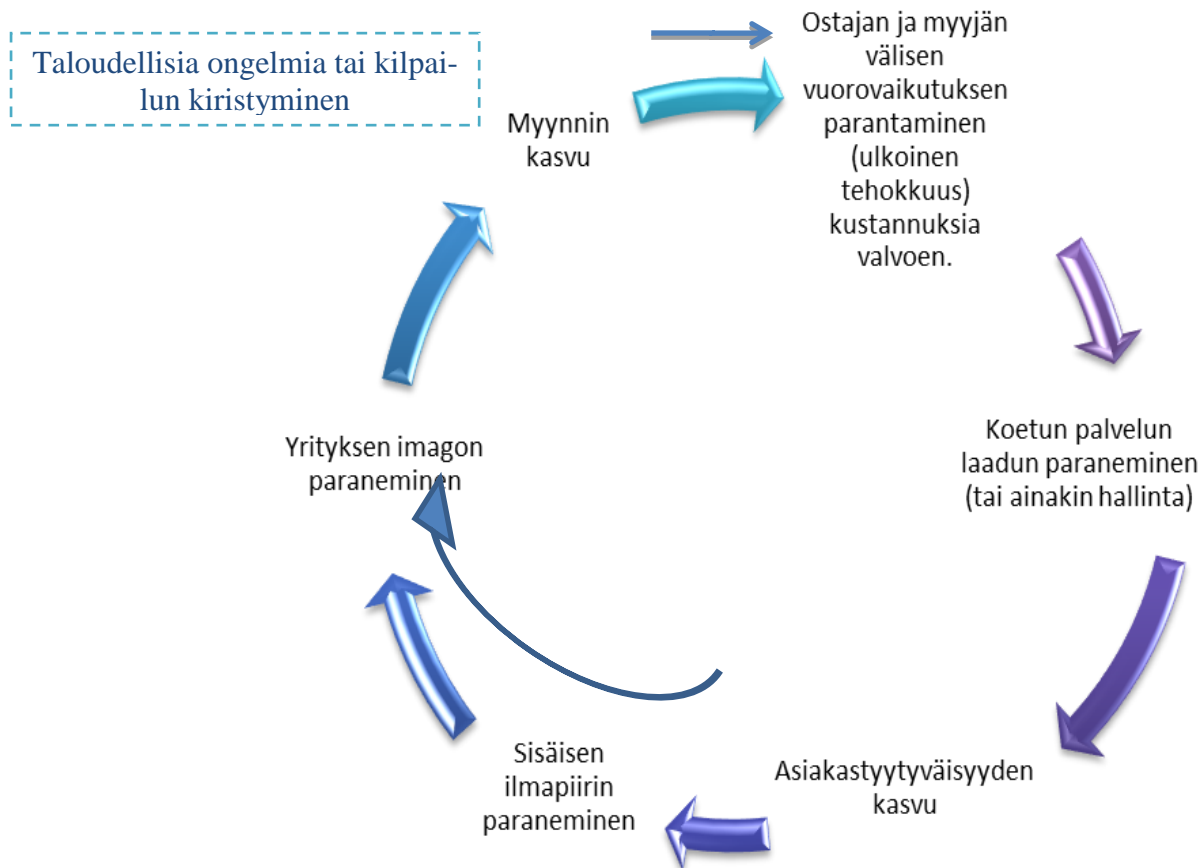 Taloudellisia ongelmia tai kilpai-
lun kiristyminen
Ostajan ja myyjän
välisen
vuorovaikutuksen
parantaminen
(ulkoinen
tehokkuus)
kustannuksia
valvoen.
Koetun palvelun
laadun paraneminen
(tai ainakin hallinta)
Asiakastyytyväisyyden
kasvu
Sisäisen
ilmapiirin
paraneminen
Yrityksen imagon
paraneminen
Myynnin
kasvu